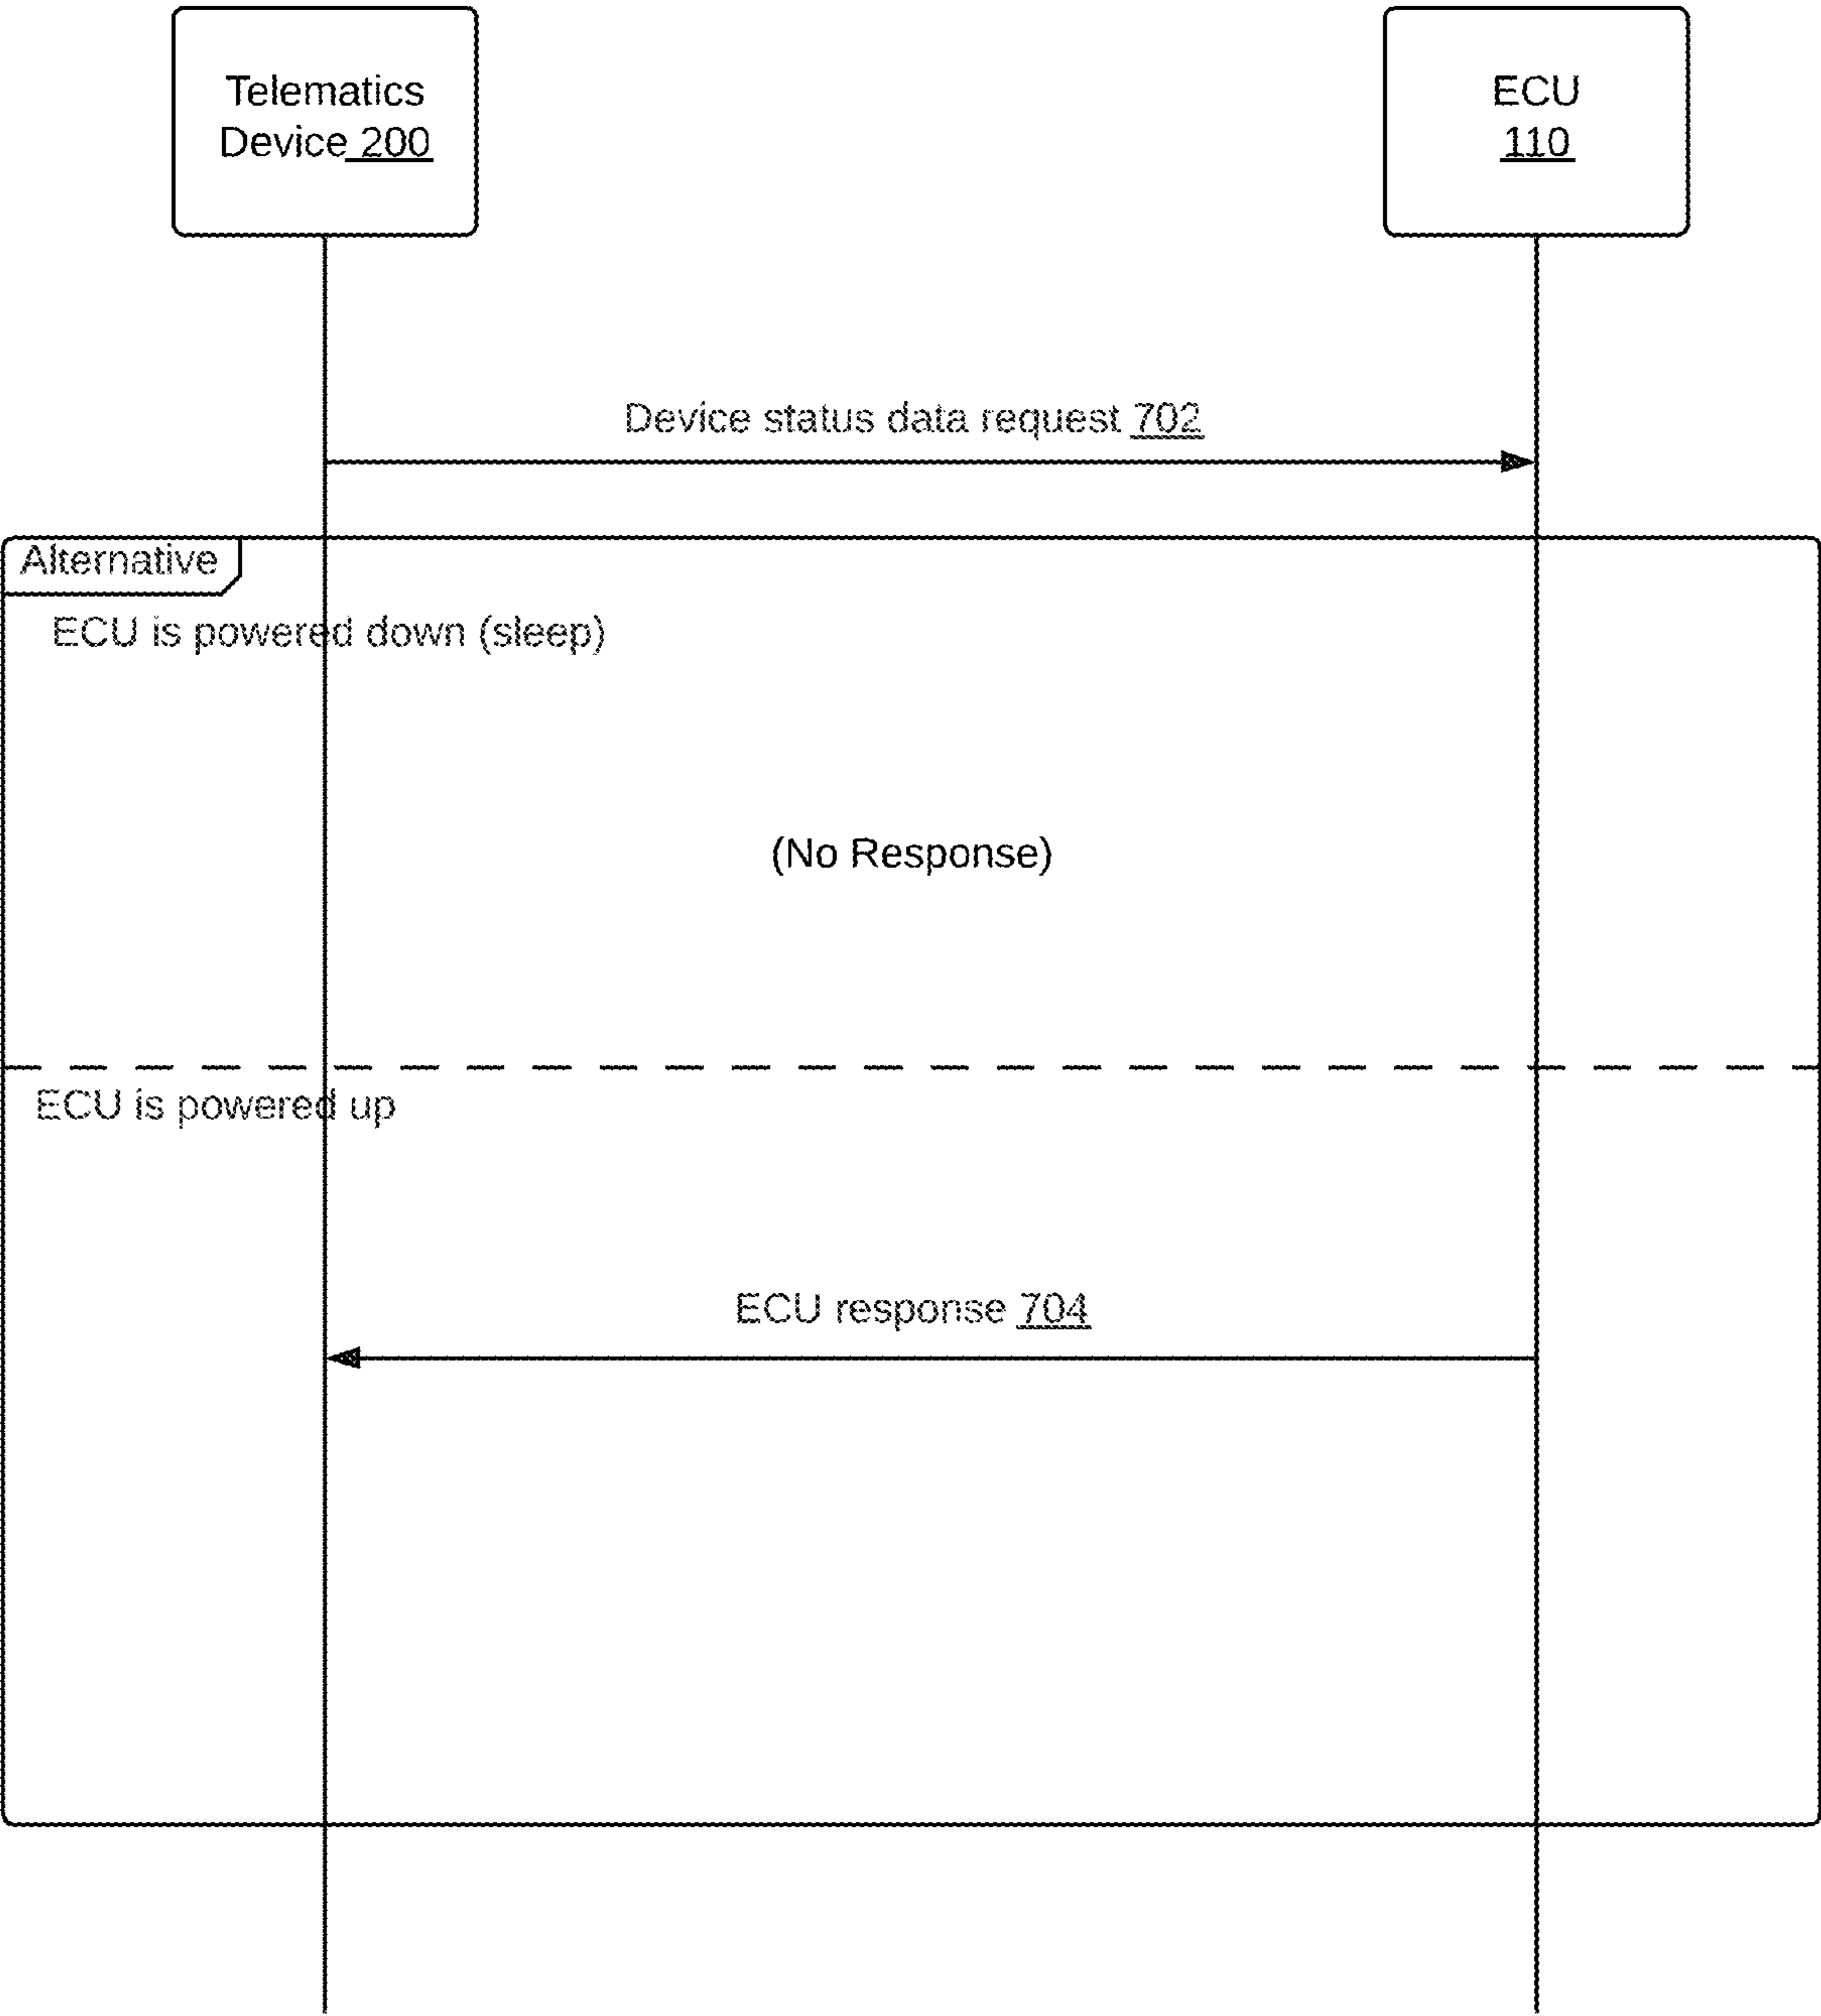 Telematics
Device 200
ECU
110
Device status data request 702
Alternative
ECU is powered down (sleep)
(No Response)
ECU is powered up
ECU response 704